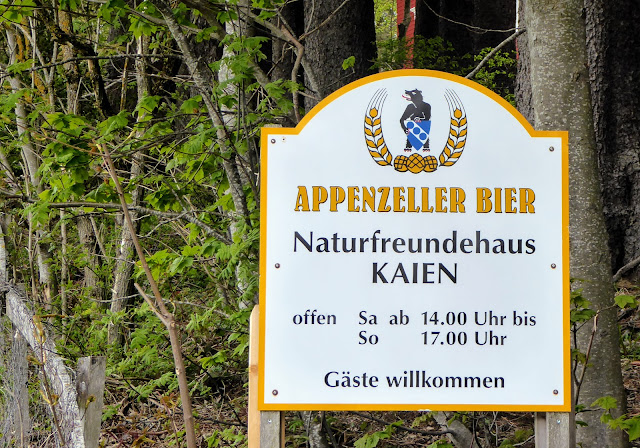 APPENZELLER BIER
Naturfreundehaus
KAIEN
offen Sa ab 14.00 Uhr bis
So 17.00 Uhr
Gäste willkommen